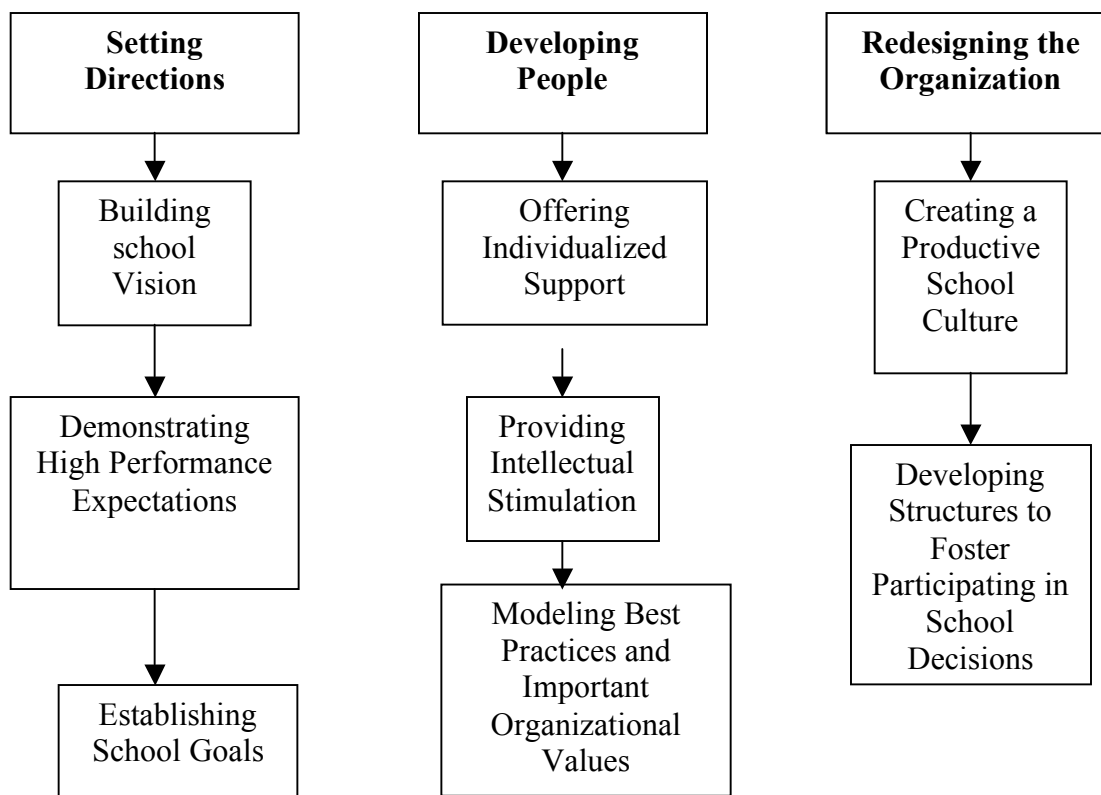 Setting
Directions
Building
school
Vision
Demonstrating
High Performance
Expectations
Establishing
School Goals
Developing
People
Offering
Individualized
Support
Providing
Intellectual
Stimulation
Modeling Best
Practices and
Important
Organizational
Values
Redesigning the
Organization
Creating a
Productive
School
Culture
Developing
Structures to
Foster
Participating in
School
Decisions